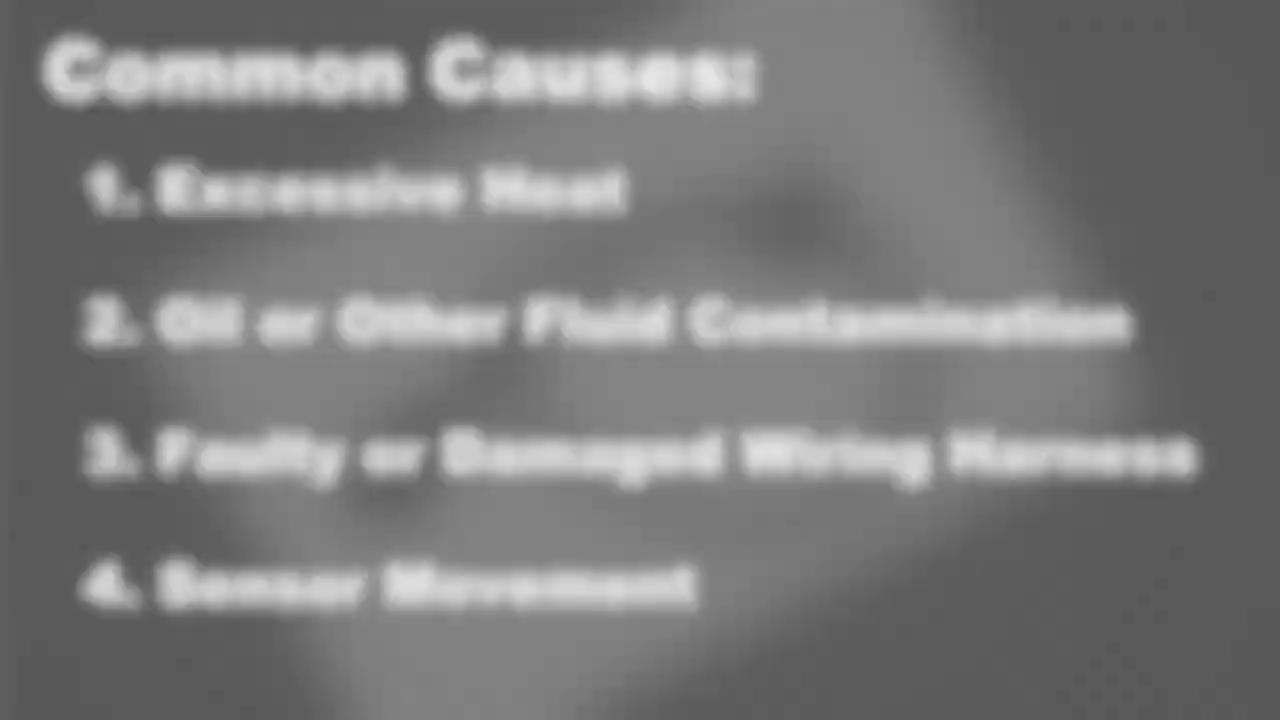 Common Causes:
1. Excessive Heat
2. Oil or Other Fluid Contamination
3. Faulty or Damaged Wiring Harness
4. Sensor Movement